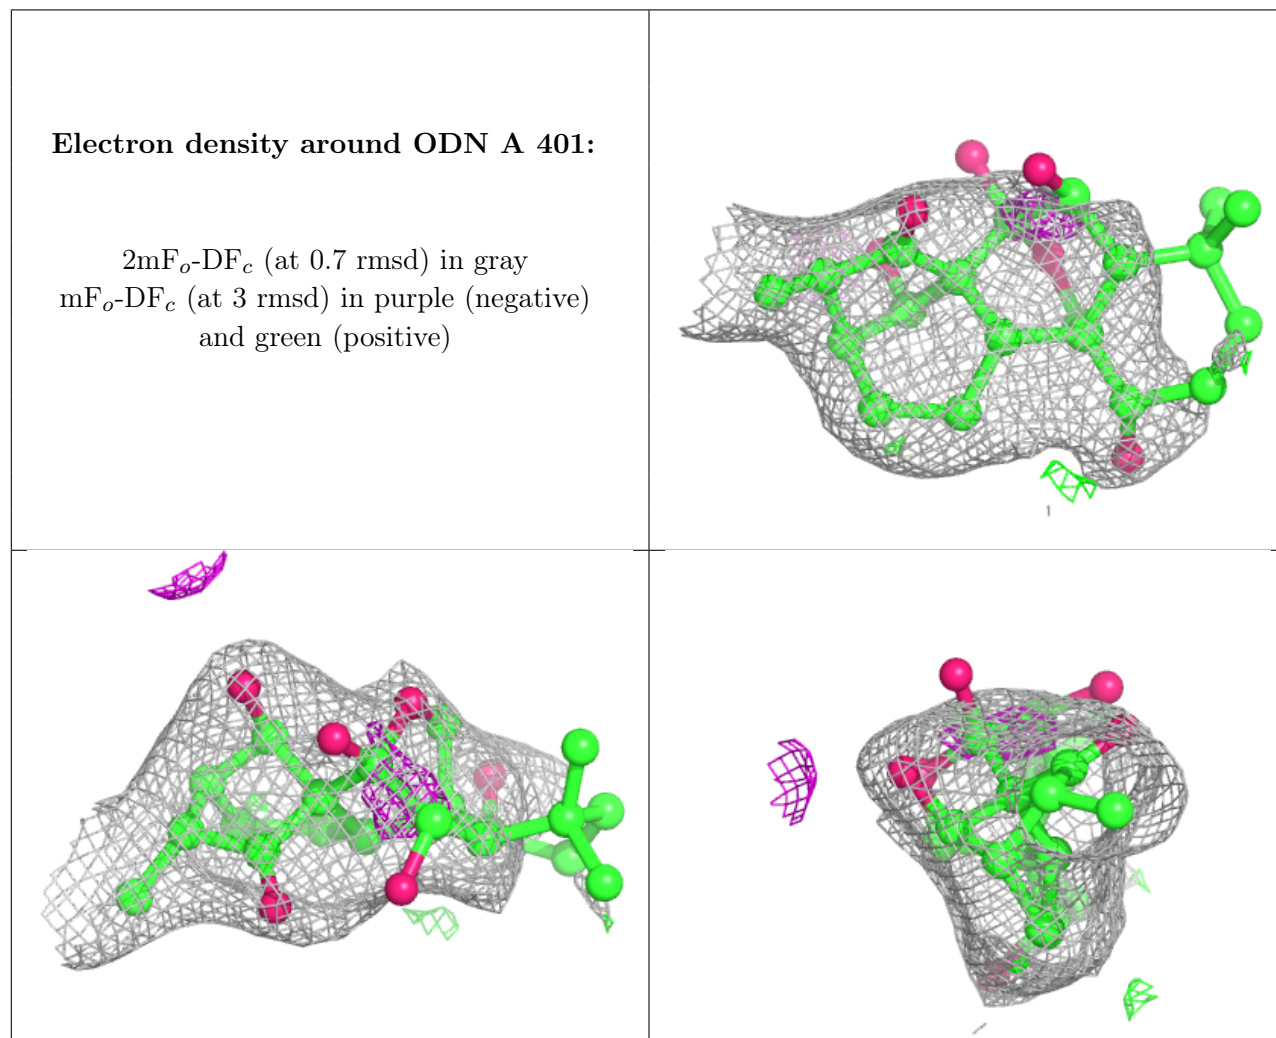 Electron density around ODN A 401:
2mFo-DFc (at 0.7 rmsd) in gray
mFo-DFc (at 3 rmsd) in purple (negative)
and green (positive)